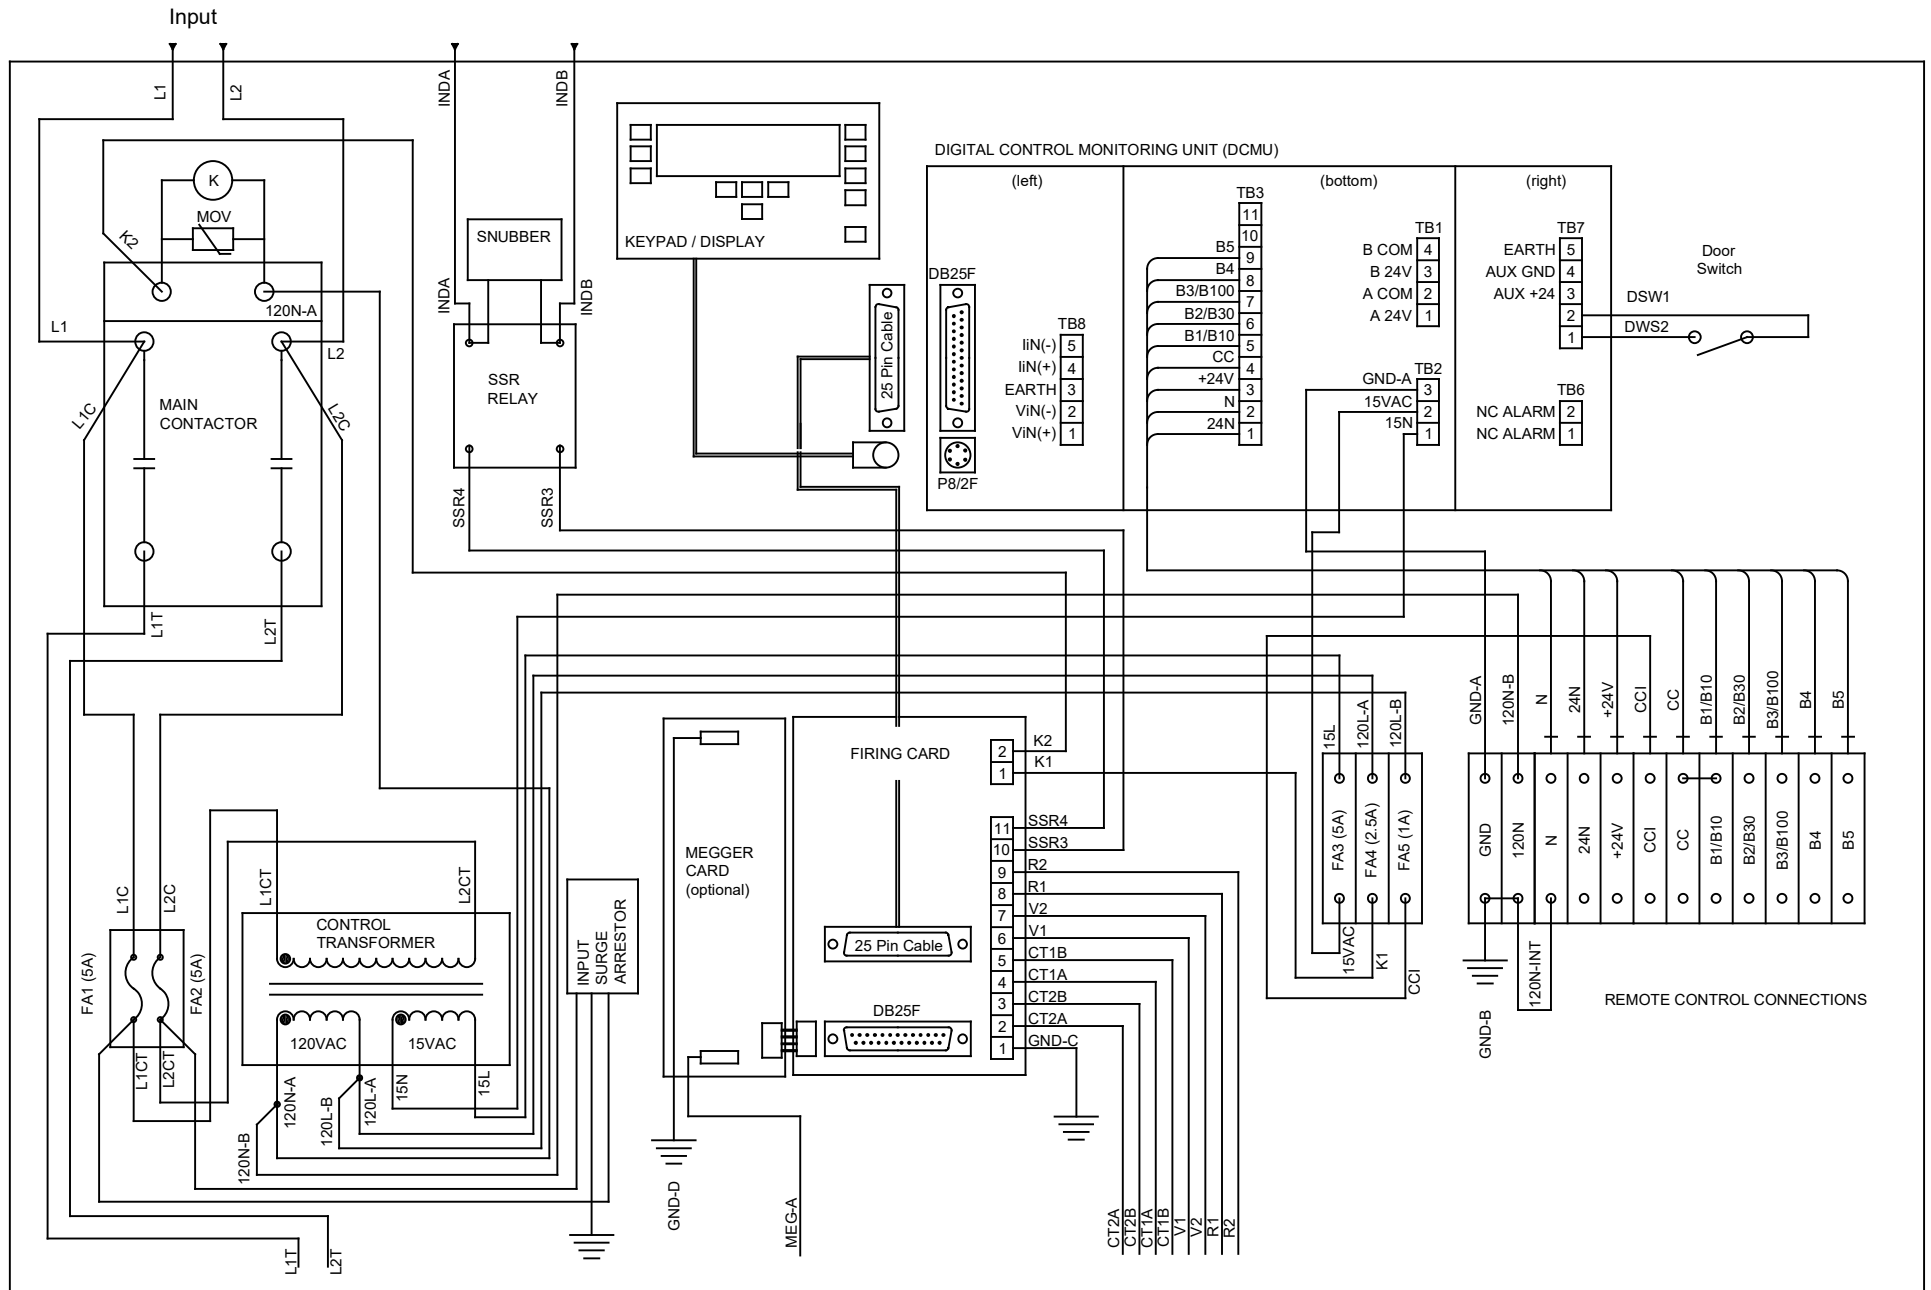 Input
L1
L2
INDA
INDB
K
MOV
K2
120N-A
L1
L2
L1C
L2C
MAIN
CONTACTOR
L1T
L2T
SNUBBER
INDA
INDB
SSR
RELAY
SSR4
SSR3
KEYPAD / DISPLAY
25 Pin Cable
DIGITAL CONTROL MONITORING UNIT (DCMU)
(left)
(bottom)
(right)
DB25F
P8/2F
TB8
IiN(-) 5
IiN(+) 4
EARTH 3
ViN(-) 2
ViN(+) 1
TB3
11
10
B5 9
B4 8
B3/B100 7
B2/B30 6
B1/B10 5
CC 4
+24V 3
N 2
24N 1
TB1
B COM 4
B 24V 3
A COM 2
A 24V 1
TB2
GND-A 3
15VAC 2
15N 1
TB7
EARTH 5
AUX GND 4
AUX +24 3
2
1
TB6
NC ALARM 2
NC ALARM 1
Door
Switch
DSW1
DWS2
L1C
L2C
FA1 (5A)
FA2 (5A)
L1CT
L2CT
L1CT
L2CT
CONTROL
TRANSFORMER
120VAC
15VAC
120N-A
120N-B
120L-B
120L-A
15N
15L
INPUT
SURGE
ARRESTOR
L1T
L2T
MEGGER
CARD
(optional)
GND-D
MEG-A
FIRING CARD
25 Pin Cable
DB25F
2 K2
1 K1
11 SSR4
10 SSR3
9 R2
8 R1
7 V2
6 V1
5 CT1B
4 CT1A
3 CT2B
2 CT2A
1 GND-C
CT2A
CT2B
CT1A
CT1B
V1
V2
R1
R2
15L
120L-A
120L-B
FA3 (5A)
FA4 (2.5A)
FA5 (1A)
15VAC
K1
CCI
GND-A
120N-B
N
24N
+24V
CCI
CC
B1/B10
B2/B30
B3/B100
B4
B5
GND
120N
N
24N
+24V
CCI
CC
B1/B10
B2/B30
B3/B100
B4
B5
120N-INT
GND-B
REMOTE CONTROL CONNECTIONS